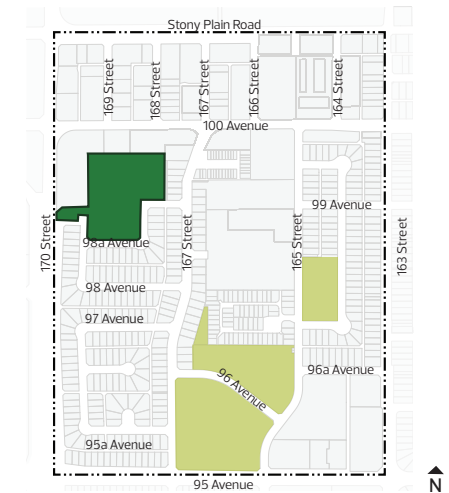 Stony Plain Road
169 Street
168 Street
167 Street
166 Street
164 Street
100 Avenue
99 Avenue
170 Street
98a Avenue
167 Street
165 Street
163 Street
98 Avenue
97 Avenue
96 Avenue
96a Avenue
95a Avenue
95 Avenue
N